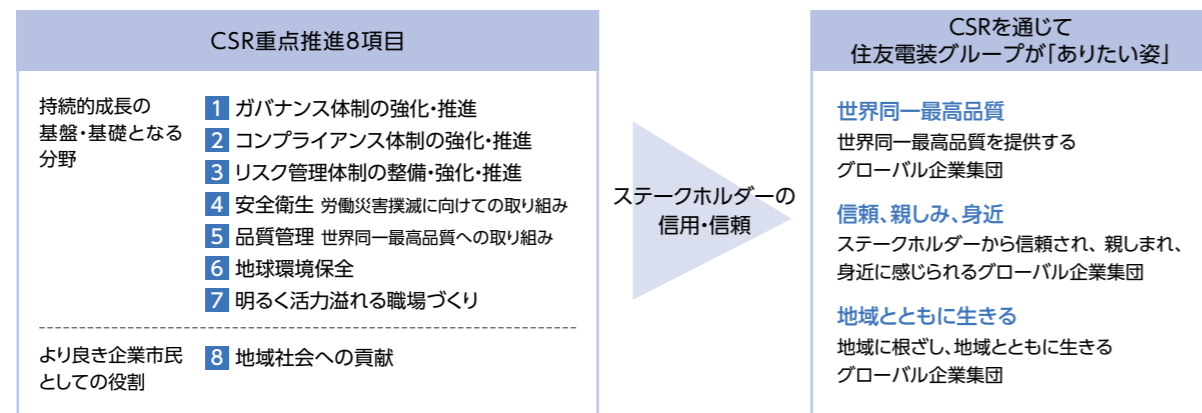 CSR重点推進8項目
持続的成長の
基盤・基礎となる
分野
1 ガバナンス体制の強化・推進
2 コンプライアンス体制の強化・推進
3 リスク管理体制の整備・強化・推進
4 安全衛生 労働災害撲滅に向けての取り組み
5 品質管理 世界同一最高品質への取り組み
6 地球環境保全
7 明るく活力溢れる職場づくり
より良き企業市民
としての役割
8 地域社会への貢献
ステークホルダーの
信用・信頼
CSRを通じて
住友電装グループが「ありたい姿」
世界同一最高品質
世界同一最高品質を提供する
グローバル企業集団
信頼、親しみ、身近
ステークホルダーから信頼され、親しまれ、
身近に感じられるグローバル企業集団
地域とともに生きる
地域に根ざし、地域とともに生きる
グローバル企業集団